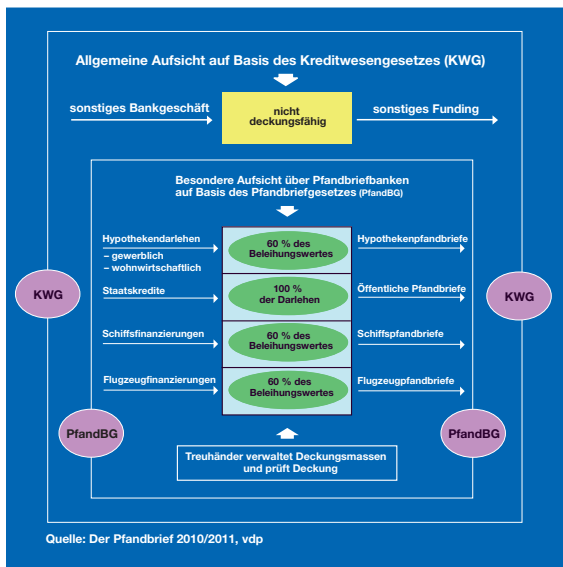 Allgemeine Aufsicht auf Basis des Kreditwesengesetzes (KWG)
sonstiges Bankgeschäft
nicht
deckungsfähig
sonstiges Funding
Besondere Aufsicht über Pfandbriefbanken
auf Basis des Pfandbriefgesetzes (PfandBG)
Hypothekendarlehen
– gewerblich
– wohnwirtschaftlich
60 % des
Beleihungswertes
Hypothekenpfandbriefe
KWG
Staatskredite
100 %
der Darlehen
Öffentliche Pfandbriefe
KWG
Schiffsfinanzierungen
60 % des
Beleihungswertes
Schiffspfandbriefe
Flugzeugfinanzierungen
60 % des
Beleihungswertes
Flugzeugpfandbriefe
PfandBG
PfandBG
Treuhänder verwaltet Deckungsmassen
und prüft Deckung
Quelle: Der Pfandbrief 2010/2011, vdp